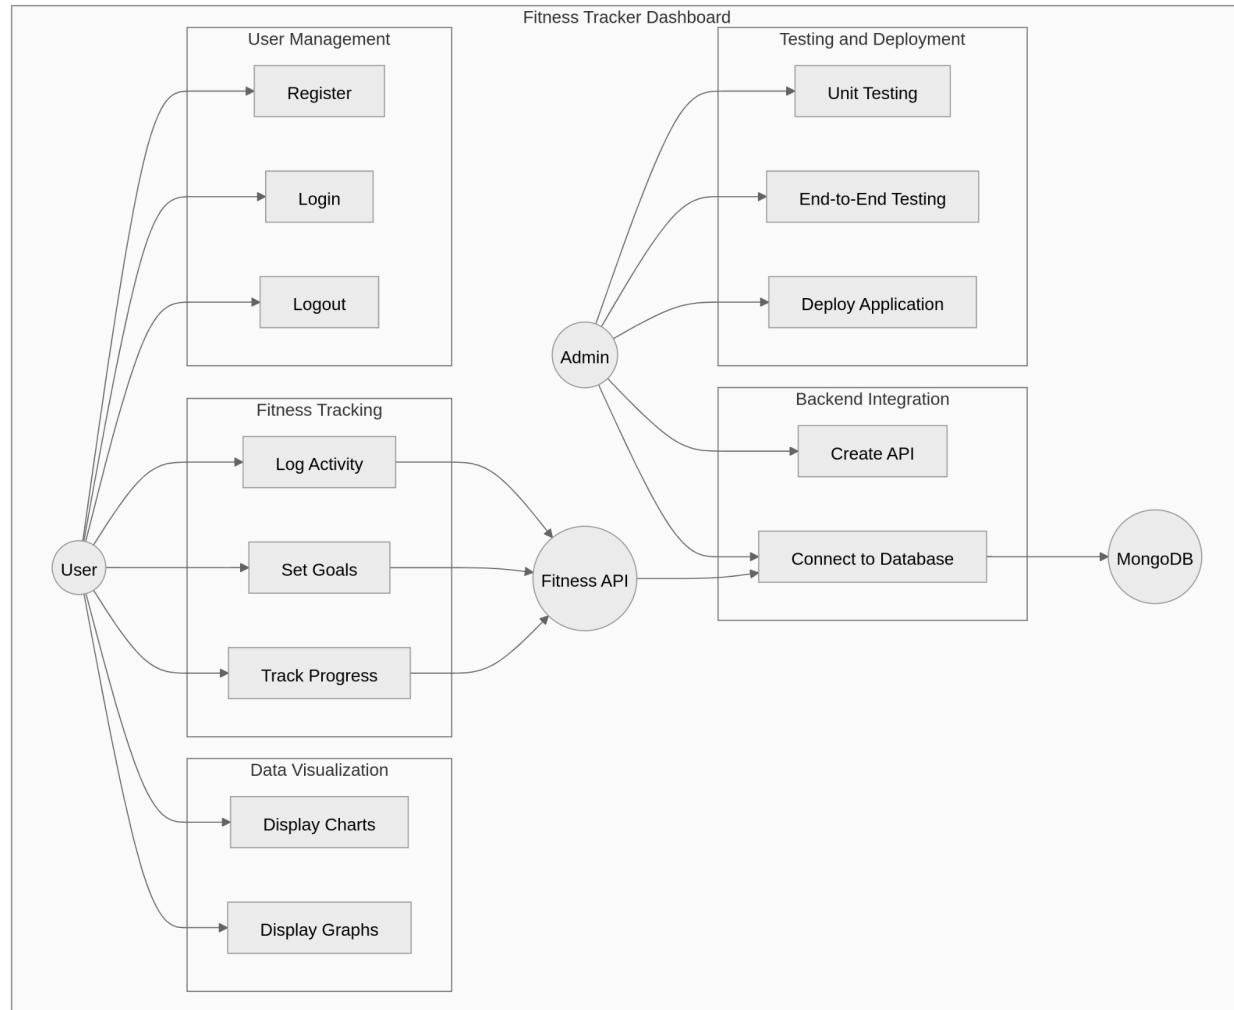 Fitness Tracker Dashboard
User Management
Register
Login
Logout
Fitness Tracking
Log Activity
Set Goals
Track Progress
Data Visualization
Display Charts
Display Graphs
User
Fitness API
Admin
Testing and Deployment
Unit Testing
End-to-End Testing
Deploy Application
Backend Integration
Create API
Connect to Database
MongoDB